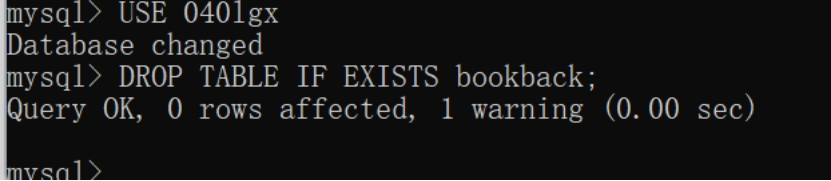 mysql> USE 0401gx
Database changed
mysql> DROP TABLE IF EXISTS bookback;
Query OK, 0 rows affected, 1 warning (0.00 sec)
mysql>